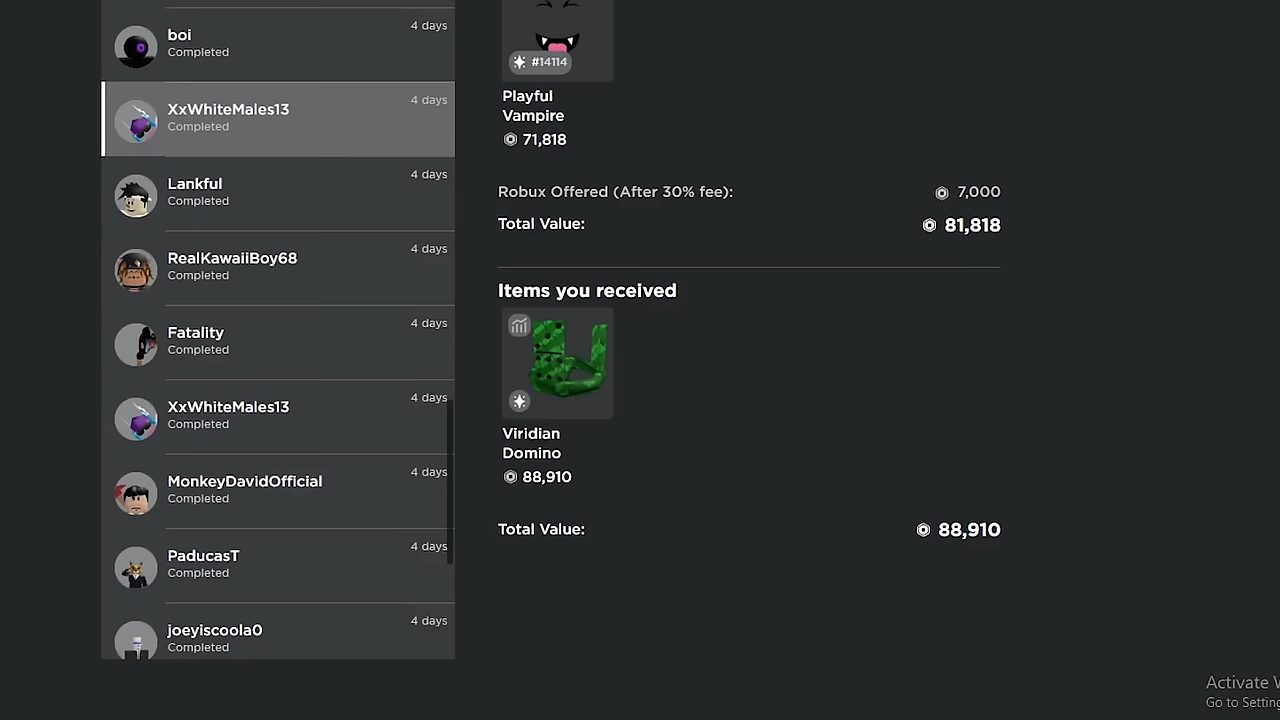 boi
4 days
Completed
XxWhiteMales13
4 days
Completed
Lankful
4 days
Completed
RealKawaiiBoy68
4 days
Completed
Fatality
4 days
Completed
XxWhiteMales13
4 days
Completed
MonkeyDavidOfficial
4 days
Completed
PaducasT
4 days
Completed
joeyiscoola0
4 days
Completed
#14114
Playful
Vampire
71,818
Robux Offered (After 30% fee): 7,000
Total Value: 81,818
Items you received
Viridian
Domino
88,910
Total Value: 88,910
Activate
Go to